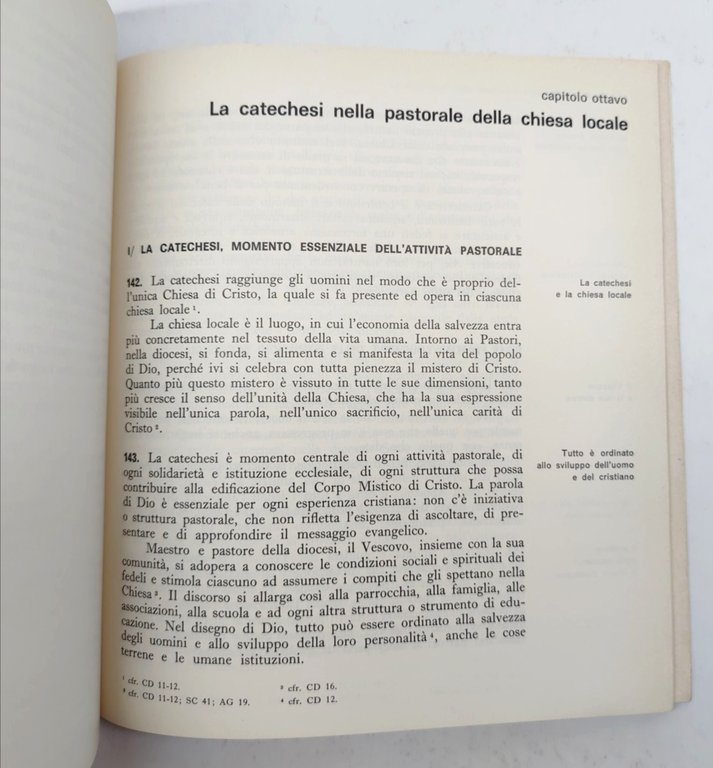 capitolo ottavo
La catechesi nella pastorale della chiesa locale
I/ LA CATECHESI, MOMENTO ESSENZIALE DELL'ATTIVITÀ PASTORALE
142. La catechesi raggiunge gli uomini nel modo che è proprio del-
l'unica Chiesa di Cristo, la quale si fa presente ed opera in ciascuna
chiesa locale¹.
La catechesi
e la chiesa locale
La chiesa locale è il luogo, in cui l'economia della salvezza entra
più concretamente nel tessuto della vita umana. Intorno ai Pastori,
nella diocesi, si fonda, si alimenta e si manifesta la vita del popolo
di Dio, perché ivi si celebra con tutta pienezza il mistero di Cristo.
Quanto più questo mistero è vissuto in tutte le sue dimensioni, tanto
più cresce il senso dell'unità della Chiesa, che ha la sua espressione
visibile nell'unica parola, nell'unico sacrificio, nell'unica carità di
Cristo².
143. La catechesi è momento centrale di ogni attività pastorale, di
ogni solidarietà e istituzione ecclesiale, di ogni struttura che possa
contribuire alla edificazione del Corpo Mistico di Cristo. La parola
di Dio è essenziale per ogni esperienza cristiana: non c'è iniziativa
o struttura pastorale, che non rifletta l'esigenza di ascoltare, di pre-
sentare e di approfondire il messaggio evangelico.
Tutto è ordinato
allo sviluppo dell'uomo
e del cristiano
Maestro e pastore della diocesi, il Vescovo, insieme con la sua
comunità, si adopera a conoscere le condizioni sociali e spirituali dei
fedeli e stimola ciascuno ad assumere i compiti che gli spettano nella
Chiesa³. Il discorso si allarga così alla parrocchia, alla famiglia, alle
associazioni, alla scuola e ad ogni altra struttura o strumento di edu-
cazione. Nel disegno di Dio, tutto può essere ordinato alla salvezza
degli uomini e allo sviluppo della loro personalità⁴, anche le cose
terrene e le umane istituzioni.
¹ cfr. CD 11-12.
² cfr. CD 11-12; SC 41; AG 19.
³ cfr. CD 16.
⁴ cfr. CD 12.